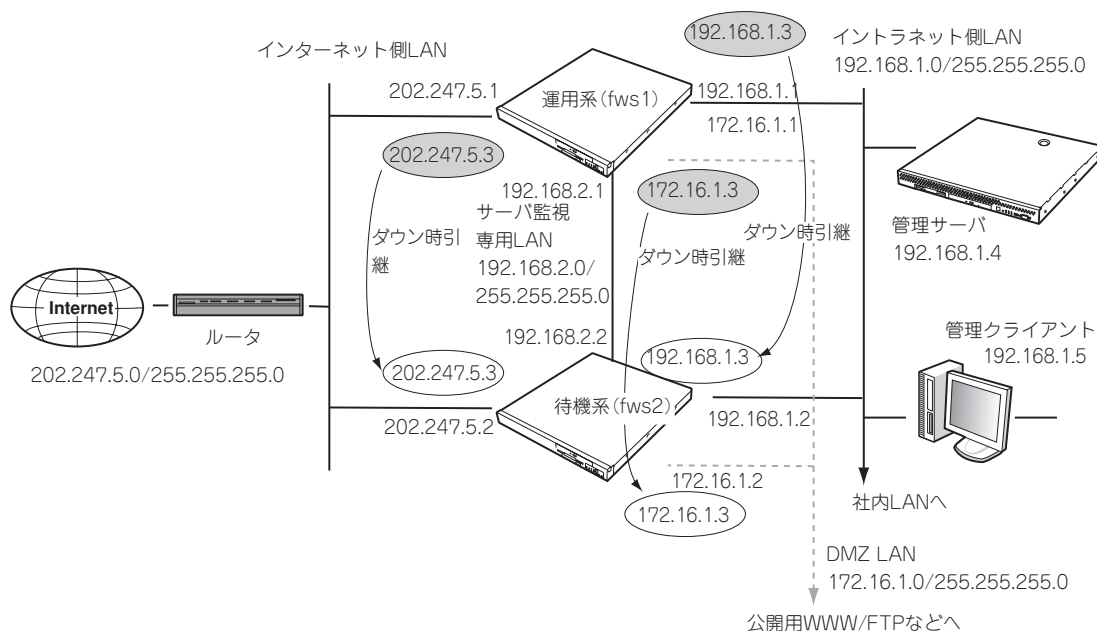 192.168.1.3
インターネット側LAN
イントラネット側LAN
192.168.1.0/255.255.255.0
202.247.5.1
運用系(fws1)
192.168.1.1
172.16.1.1
202.247.5.3
192.168.2.1
172.16.1.3
サーバ監視
専用LAN
192.168.2.0/
255.255.255.0
ダウン時引
継
ダウン時引継
ダウン時引継
管理サーバ
192.168.1.4
Internet
ルータ
202.247.5.0/255.255.255.0
192.168.2.2
192.168.1.3
管理クライアント
192.168.1.5
202.247.5.3
待機系(fws2)
202.247.5.2
192.168.1.2
172.16.1.2
172.16.1.3
社内LANへ
DMZ LAN
172.16.1.0/255.255.255.0
公開用WWW/FTPなどへ